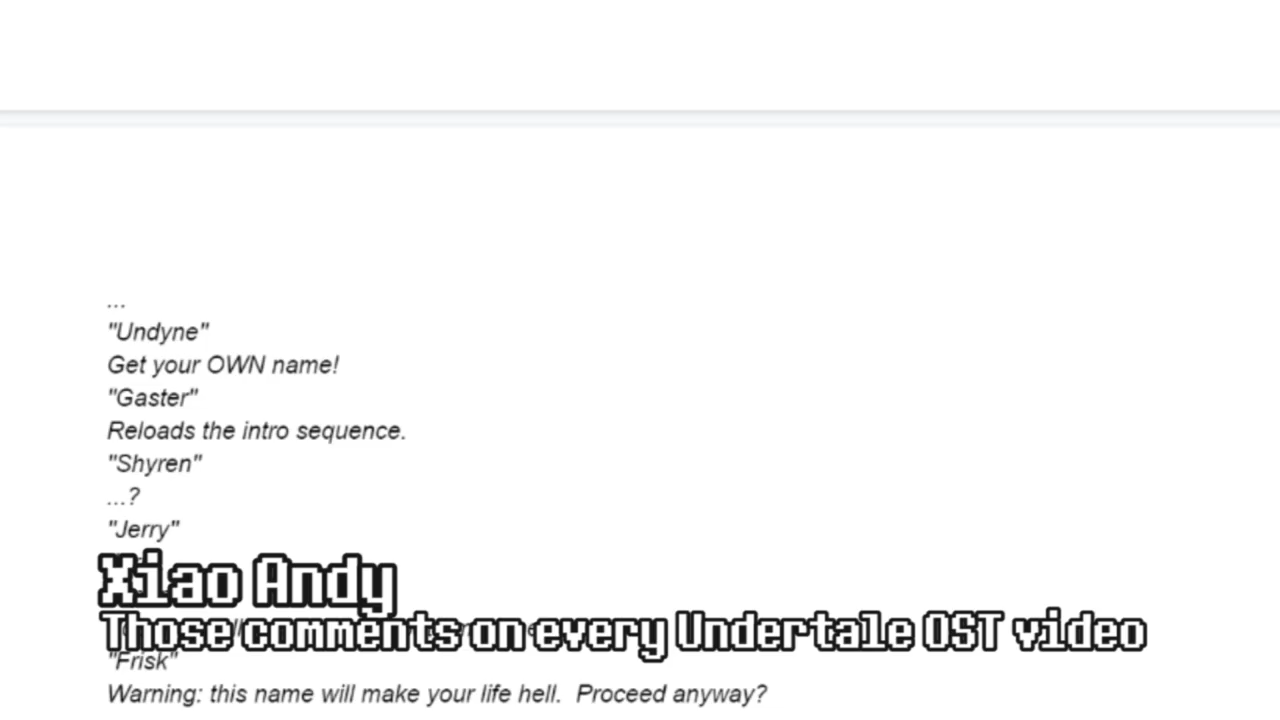 ...
"Undyne"
Get your OWN name!
"Gaster"
Reloads the intro sequence.
"Shyren"
...?
"Jerry"
Xiao Andy
Those comments on every Undertale OST video
"Frisk"
Warning: this name will make your life hell.  Proceed anyway?